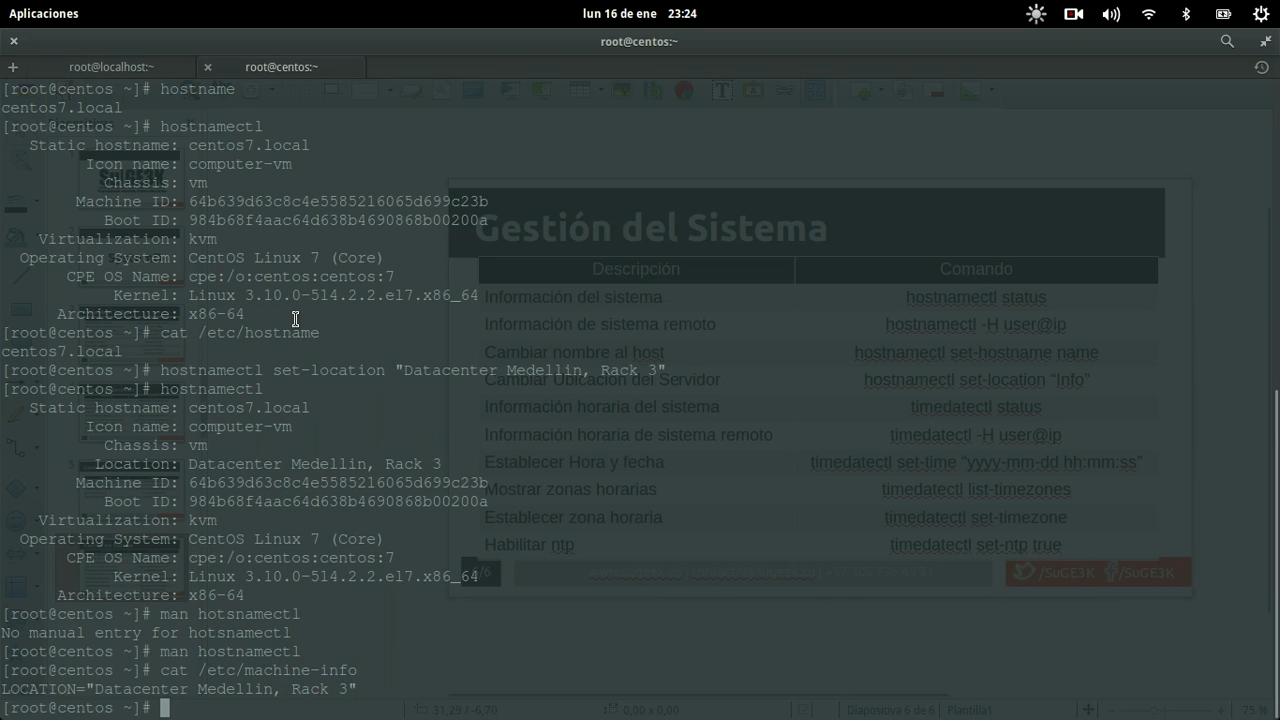 Aplicaciones
lun 16 de ene 23:24
root@centos:~
root@localhost:~
root@centos:~
[root@centos ~]# hostname
centos7.local
[root@centos ~]# hostnamectl
Static hostname: centos7.local
Icon name: computer-vm
Chassis: vm
Machine ID: 64b639d63c8c4e5585216065d699c23b
Boot ID: 984b68f4aac64d638b4690868b00200a
Virtualization: kvm
Operating System: CentOS Linux 7 (Core)
CPE OS Name: cpe:/o:centos:centos:7
Kernel: Linux 3.10.0-514.2.2.el7.x86_64
Architecture: x86-64
[root@centos ~]# cat /etc/hostname
centos7.local
[root@centos ~]# hostnamectl set-location "Datacenter Medellin, Rack 3"
[root@centos ~]# hostnamectl
Static hostname: centos7.local
Icon name: computer-vm
Chassis: vm
Location: Datacenter Medellin, Rack 3
Machine ID: 64b639d63c8c4e5585216065d699c23b
Boot ID: 984b68f4aac64d638b4690868b00200a
Virtualization: kvm
Operating System: CentOS Linux 7 (Core)
CPE OS Name: cpe:/o:centos:centos:7
Kernel: Linux 3.10.0-514.2.2.el7.x86_64
Architecture: x86-64
[root@centos ~]# man hotsnamectl
No manual entry for hotsnamectl
[root@centos ~]# man hostnamectl
[root@centos ~]# cat /etc/machine-info
LOCATION="Datacenter Medellin, Rack 3"
[root@centos ~]#
Gestión del Sistema
Descripción Comando
Información del sistema hostnamectl status
Información de sistema remoto hostnamectl -H user@ip
Cambiar nombre al host hostnamectl set-hostname name
Cambiar Ubicación del Servidor hostnamectl set-location “Info”
Información horaria del sistema timedatectl status
Información horaria de sistema remoto timedatectl -H user@ip
Establecer Hora y fecha timedatectl set-time “yyyy-mm-dd hh:mm:ss”
Mostrar zonas horarias timedatectl list-timezones
Establecer zona horaria timedatectl set-timezone
Habilitar ntp timedatectl set-ntp true
/SuGE3K /SuGE3K
31,29 / -6,70 0,00 x 0,00 Diapositiva 6 de 6 Plantilla1 75 %